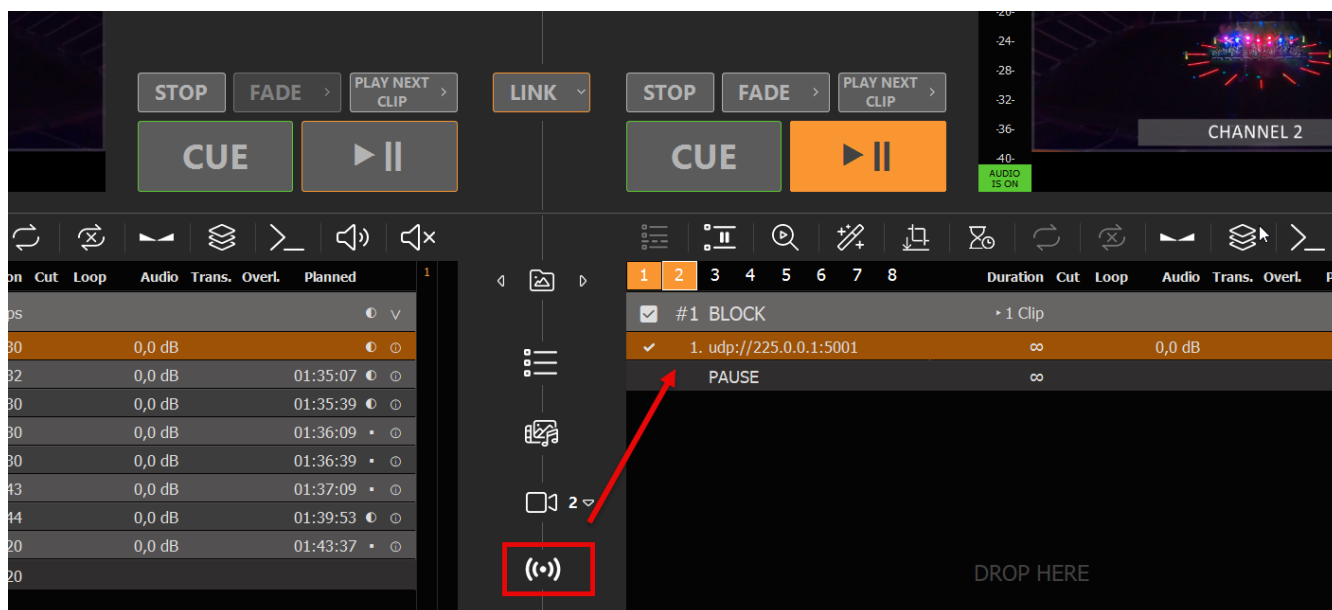 -20-
-24-
-28-
-32-
-36-
-40-
AUDIO
IS ON
CHANNEL 2
STOP FADE > PLAY NEXT CLIP >
CUE
LINK
STOP FADE > PLAY NEXT CLIP >
CUE
on Cut Loop Audio Trans. Overl. Planned
1
ps
30 0,0 dB
32 0,0 dB 01:35:07
30 0,0 dB 01:35:39
30 0,0 dB 01:36:09
30 0,0 dB 01:36:39
43 0,0 dB 01:37:09
44 0,0 dB 01:39:53
20 0,0 dB 01:43:37
20
2
1 2 3 4 5 6 7 8 Duration Cut Loop Audio Trans. Overl. P
#1 BLOCK 1 Clip
1. udp://225.0.0.1:5001 ∞ 0,0 dB
PAUSE ∞
DROP HERE